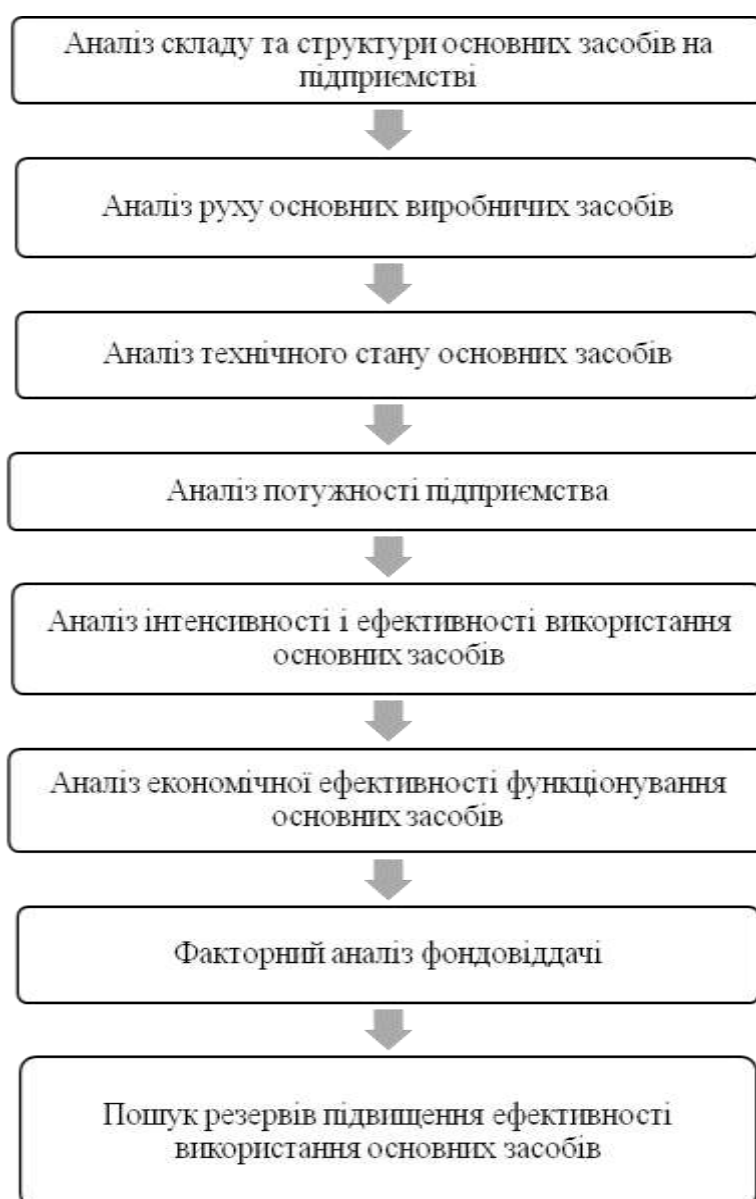 Аналіз складу та структури основних засобів на
підприємстві
Аналіз руху основних виробничих засобів
Аналіз технічного стану основних засобів
Аналіз потужності підприємства
Аналіз інтенсивності і ефективності використання
основних засобів
Аналіз економічної ефективності функціонування
основних засобів
Факторний аналіз фондовіддачі
Пошук резервів підвищення ефективності
використання основних засобів